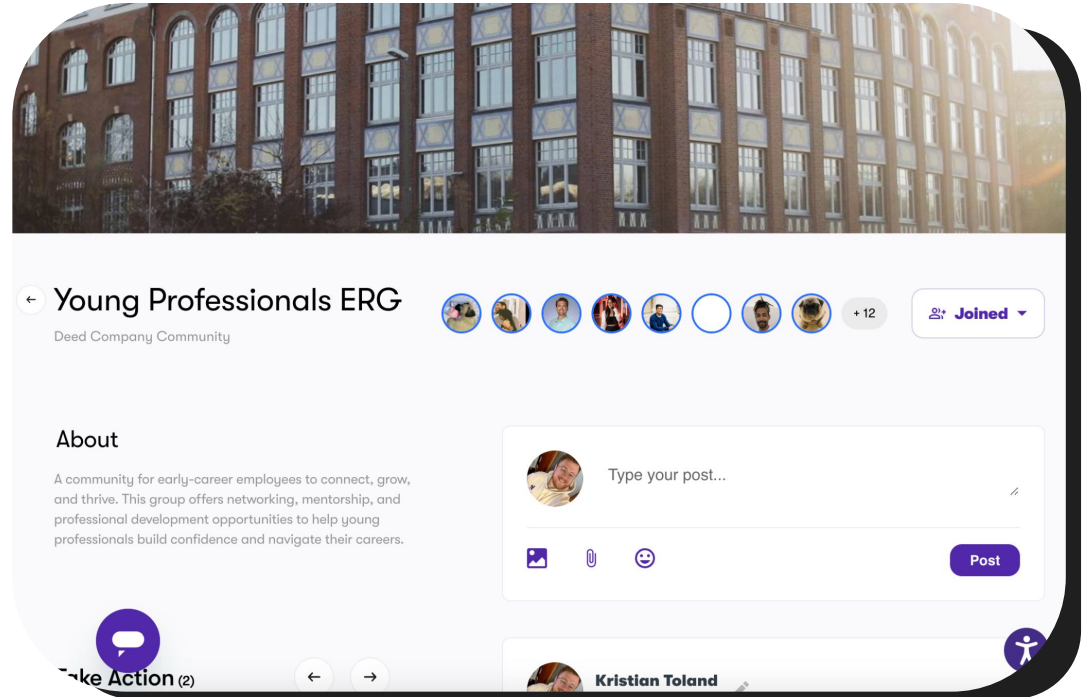 Young Professionals ERG
Deed Company Community
+ 12
Joined
About
A community for early-career employees to connect, grow,
and thrive. This group offers networking, mentorship, and
professional development opportunities to help young
professionals build confidence and navigate their careers.
Type your post...
Post
Action (2)
Kristian Toland